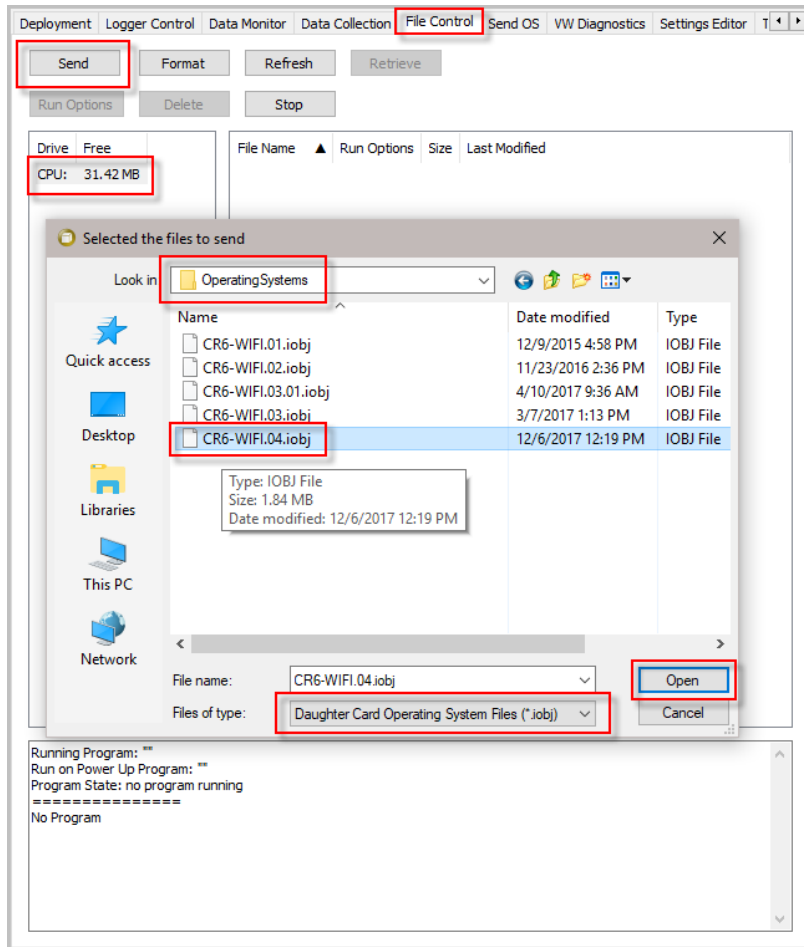 Deployment Logger Control Data Monitor Data Collection File Control Send OS VW Diagnostics Settings Editor T
Send Format Refresh Retrieve
Run Options Delete Stop
Drive Free File Name Run Options Size Last Modified
CPU: 31.42 MB
Selected the files to send
Look in OperatingSystems
Name Date modified Type
CR6-WIFI.01.iobj 12/9/2015 4:58 PM IOBJ File
CR6-WIFI.02.iobj 11/23/2016 2:36 PM IOBJ File
CR6-WIFI.03.01.iobj 4/10/2017 9:36 AM IOBJ File
CR6-WIFI.03.iobj 3/7/2017 1:13 PM IOBJ File
CR6-WIFI.04.iobj 12/6/2017 12:19 PM IOBJ File
Type: IOBJ File
Size: 1.84 MB
Date modified: 12/6/2017 12:19 PM
Quick access
Desktop
Libraries
This PC
Network
File name: CR6-WIFI.04.iobj Open
Files of type: Daughter Card Operating System Files (*.iobj) Cancel
Running Program: ""
Run on Power Up Program: ""
Program State: no program running
===============
No Program